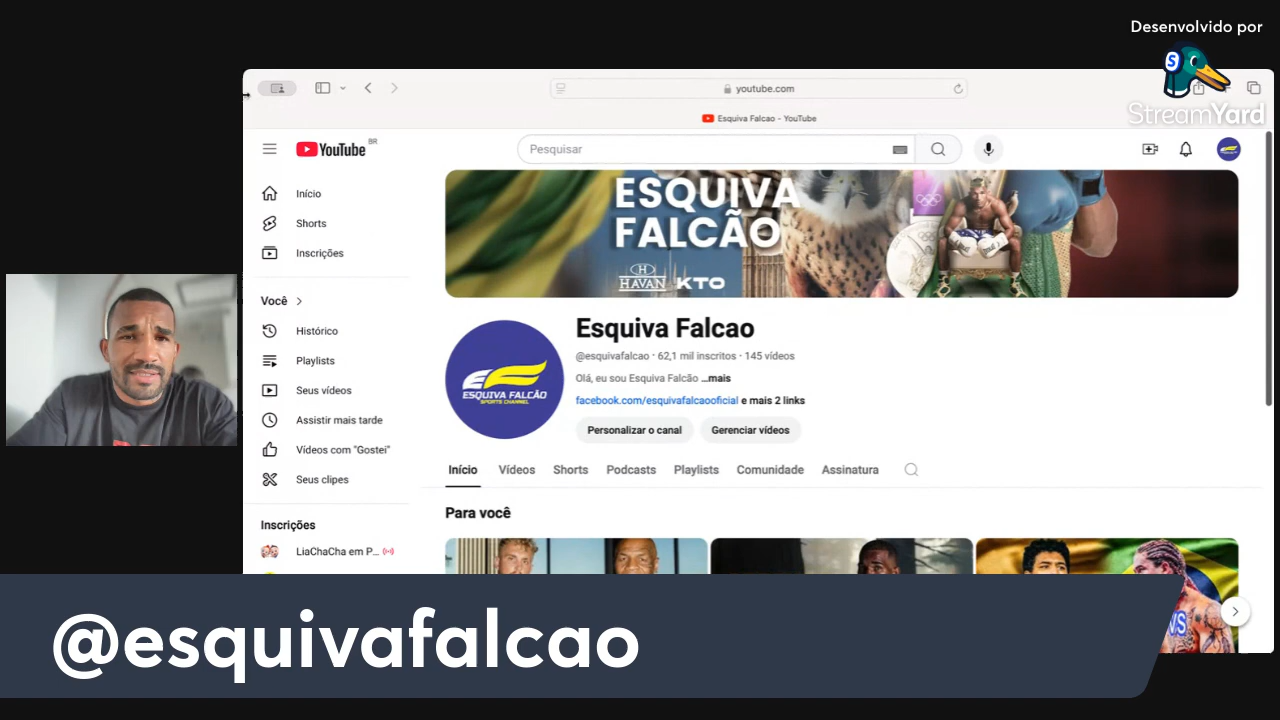 Desenvolvido por
S
StreamYard
youtube.com
Esquiva Falcao - YouTube
YouTube BR
Pesquisar
Início
Shorts
Inscrições
Você
Histórico
Playlists
Seus vídeos
Assistir mais tarde
Vídeos com "Gostei"
Seus clipes
Inscrições
LiaChaCha em P...
ESQUIVA
FALCÃO
H
HAVAN KTO
Esquiva Falcao
@esquivafalcao · 62,1 mil inscritos · 145 vídeos
Olá, eu sou Esquiva Falcão ...mais
facebook.com/esquivafalcaooficial e mais 2 links
ESQUIVA FALCÃO
SPORTS CHANNEL
Personalizar o canal
Gerenciar vídeos
Início Vídeos Shorts Podcasts Playlists Comunidade Assinatura
Para você
@esquivafalcao